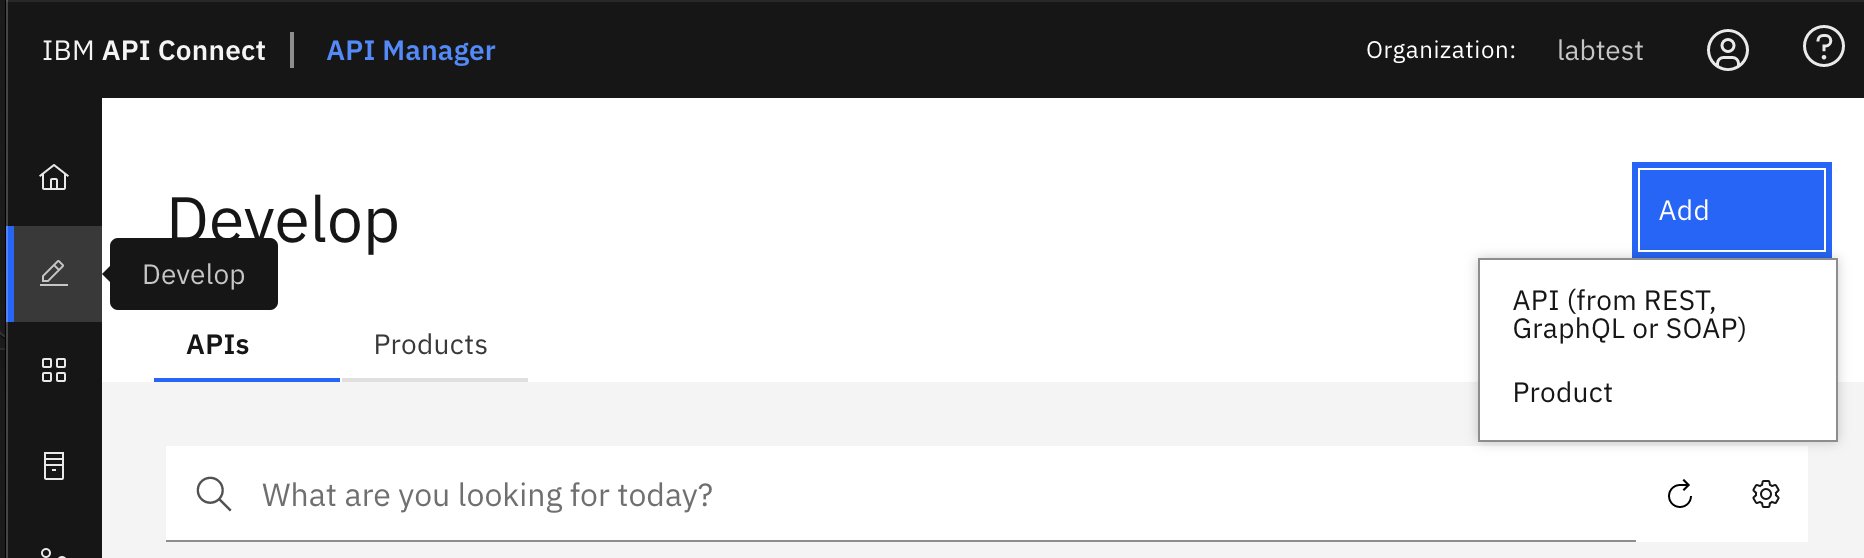 IBM API Connect | API Manager
Organization: labtest
Develop
Add
Develop
API (from REST,
GraphQL or SOAP)
APIs Products
Product
What are you looking for today?